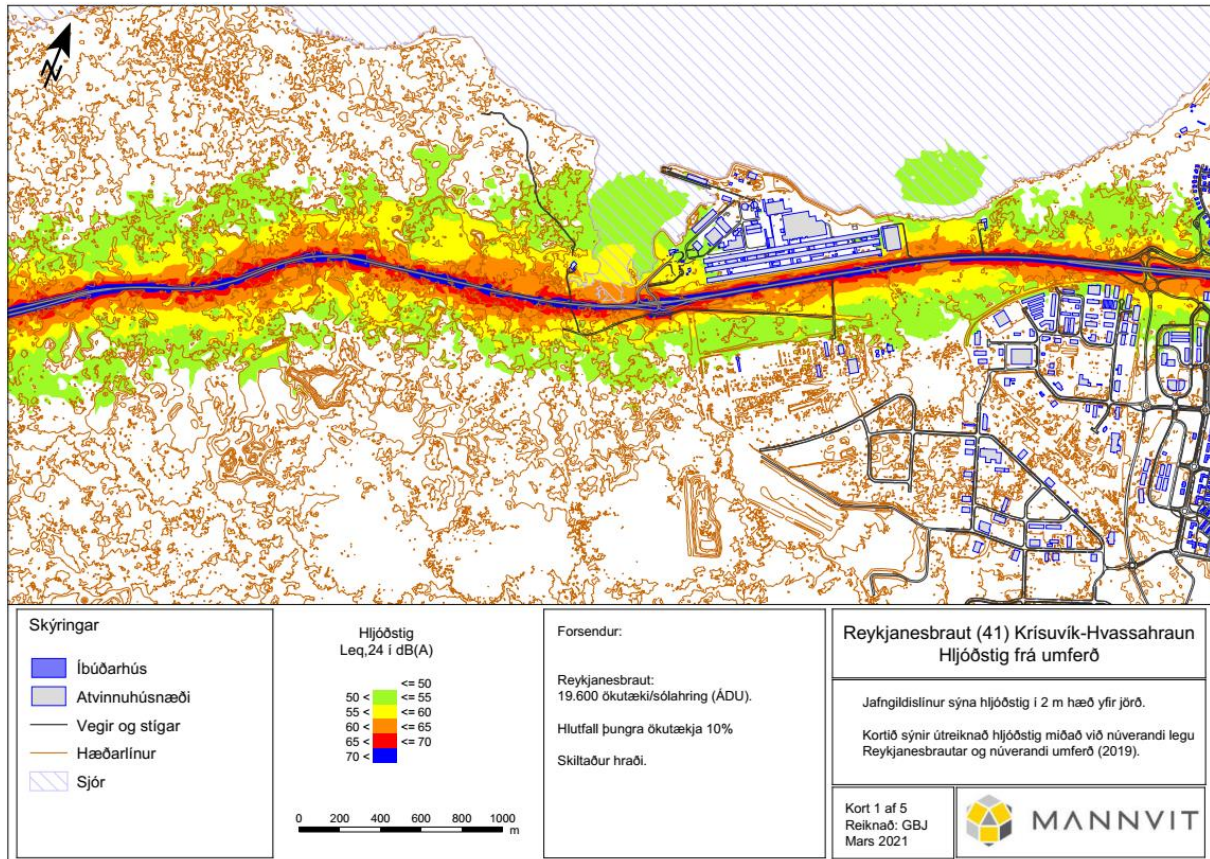 N
Skýringar
Íbúðarhús
Atvinnuhúsnæði
Vegir og stígar
Hæðarlínur
Sjór
Hljóðstig
Leq,24 í dB(A)
<= 50
50 < <= 55
55 < <= 60
60 < <= 65
65 < <= 70
70 <
0 200 400 600 800 1000
m
Forsendur:
Reykjanesbraut:
19.600 ökutæki/sólahring (ÁDU).
Hlutfall þungra ökutækja 10%
Skiltaður hraði.
Reykjanesbraut (41) Krísuvík-Hvassahraun
Hljóðstig frá umferð
Jafngildislínur sýna hljóðstig í 2 m hæð yfir jörð.
Kortið sýnir útreiknað hljóðstig miðað við núverandi legu
Reykjanesbrautar og núverandi umferð (2019).
Kort 1 af 5
Reiknað: GBJ
Mars 2021
MANNVIT